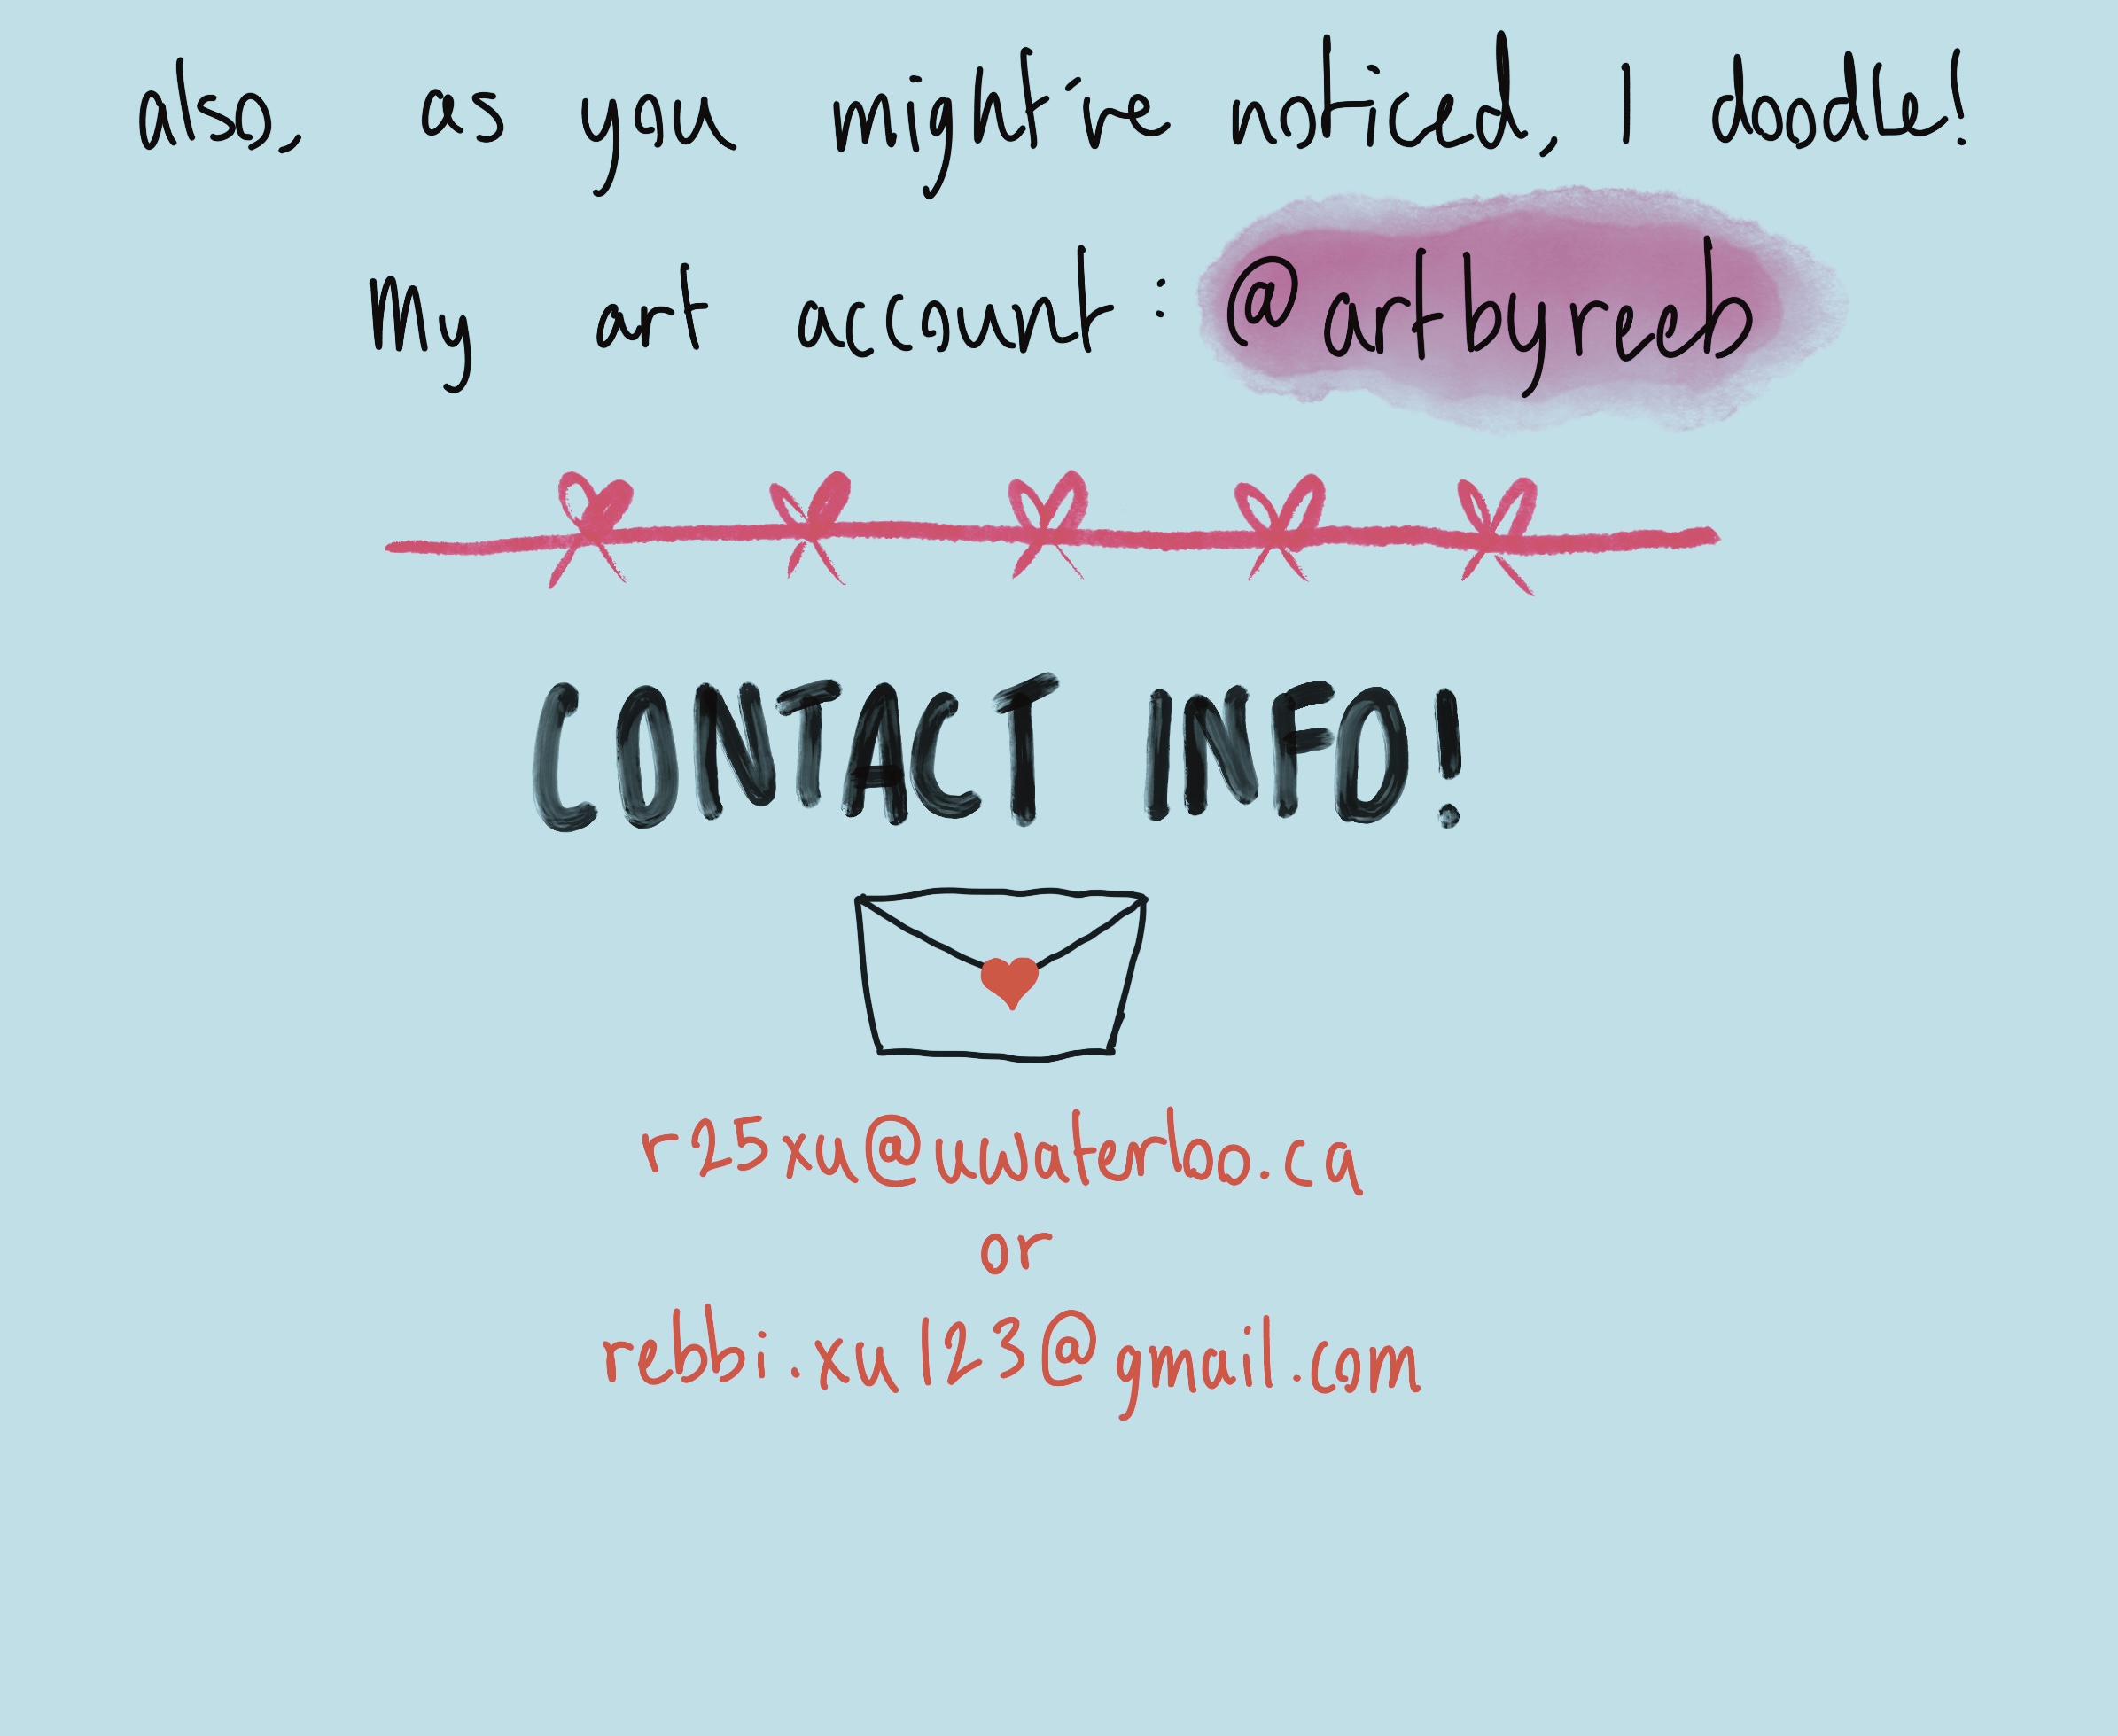 also, as you might've noticed, I doodle!
My art account: @artbyreeb
CONTACT INFO!
r25xu@uwaterloo.ca
or
rebbi.xu123@gmail.com